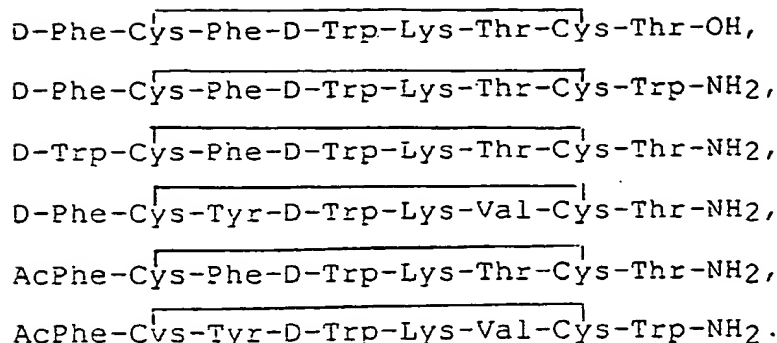 D-Phe-Cys-Phe-D-Trp-Lys-Thr-Cys-Thr-OH,
D-Phe-Cys-Phe-D-Trp-Lys-Thr-Cys-Trp-NH2,
D-Trp-Cys-Phe-D-Trp-Lys-Thr-Cys-Thr-NH2,
D-Phe-Cys-Tyr-D-Trp-Lys-Val-Cys-Thr-NH2,
AcPhe-Cys-Phe-D-Trp-Lys-Thr-Cys-Thr-NH2,
AcPhe-Cys-Tyr-D-Trp-Lys-Val-Cys-Trp-NH2.